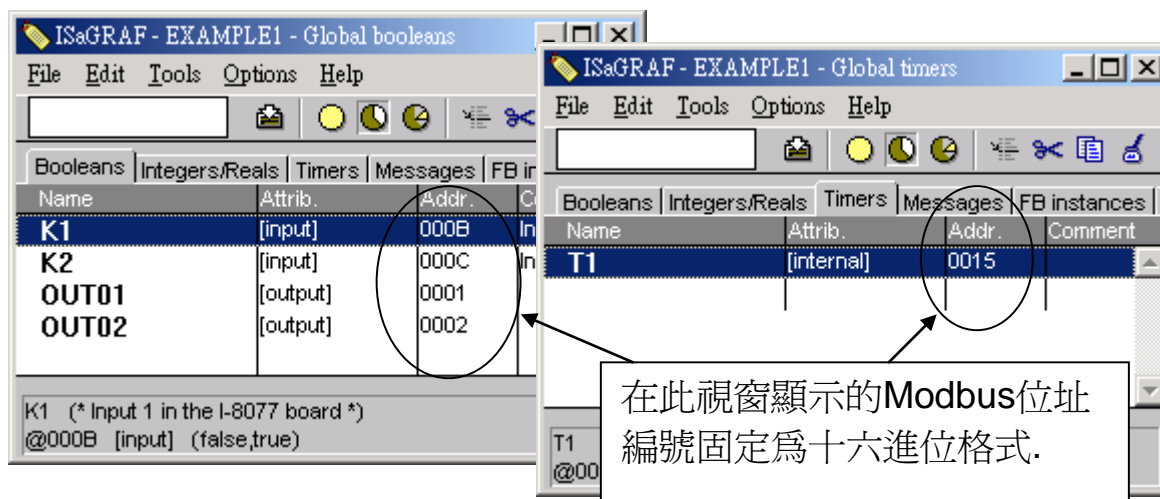 ISaGRAF - EXAMPLE1 - Global booleans
File Edit Tools Options Help
Booleans Integers/Reals Timers Messages FB
Name Attrib. Addr.
K1 [input] 000B
K2 [input] 000C
OUT01 [output] 0001
OUT02 [output] 0002
K1 (* Input 1 in the I-8077 board *)
@000B [input] (false,true)
ISaGRAF - EXAMPLE1 - Global timers
File Edit Tools Options Help
Booleans Integers/Reals Timers Messages FB instances
Name Attrib. Addr. Comment
T1 [internal] 0015
T1
@00
在此視窗顯示的Modbus位址
編號固定爲十六進位格式.